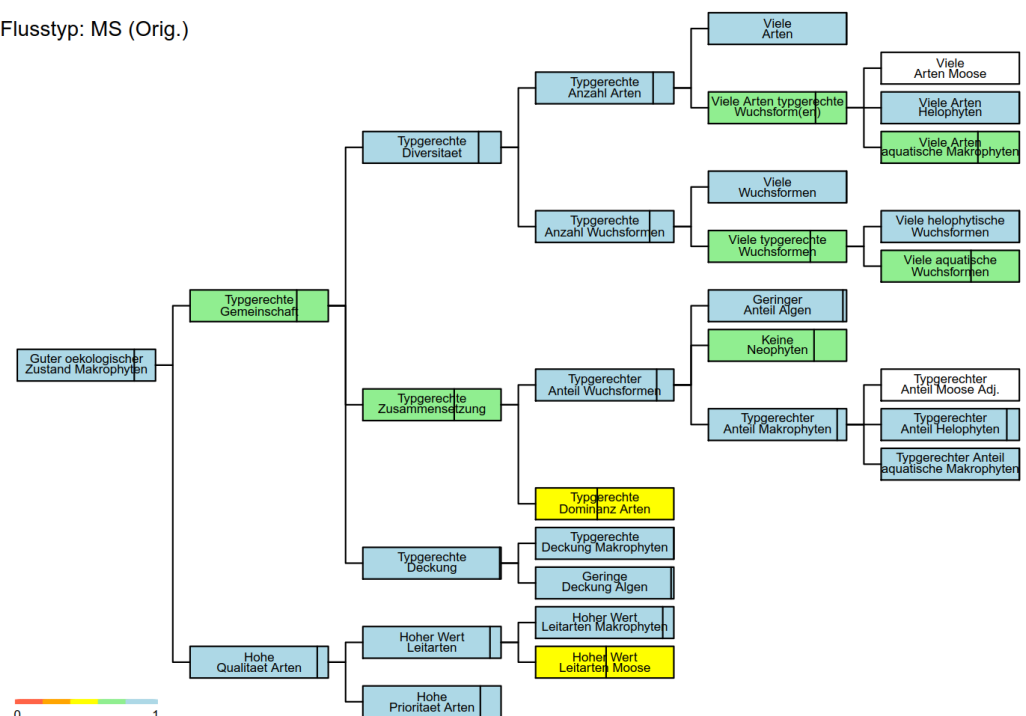 Flusstyp: MS (Orig.)
Viele
Arten
Viele
Arten Moose
Typgerechte
Anzahl Arten
Viele Arten typgerechte
Wuchsform(en)
Viele Arten
Helophyten
Viele Arten
aquatische Makrophyten
Typgerechte
Diversitaet
Viele
Wuchsformen
Typgerechte
Anzahl Wuchsformen
Viele helophytische
Wuchsformen
Viele typgerechte
Wuchsformen
Viele aquatische
Wuchsformen
Typgerechte
Gemeinschaft
Geringer
Anteil Algen
Keine
Neophyten
Guter oekologischer
Zustand Makrophyten
Typgerechter
Anteil Wuchsformen
Typgerechter
Anteil Moose Adj.
Typgerechte
Zusammensetzung
Typgerechter
Anteil Makrophyten
Typgerechter
Anteil Helophyten
Typgerechter Anteil
aquatische Makrophyten
Typgerechte
Dominanz Arten
Typgerechte
Deckung Makrophyten
Typgerechte
Deckung
Geringe
Deckung Algen
Hoher Wert
Leitarten Makrophyten
Hoher Wert
Leitarten
Hohe
Qualitaet Arten
Hoher Wert
Leitarten Moose
Hohe
Prioritaet Arten
0 1